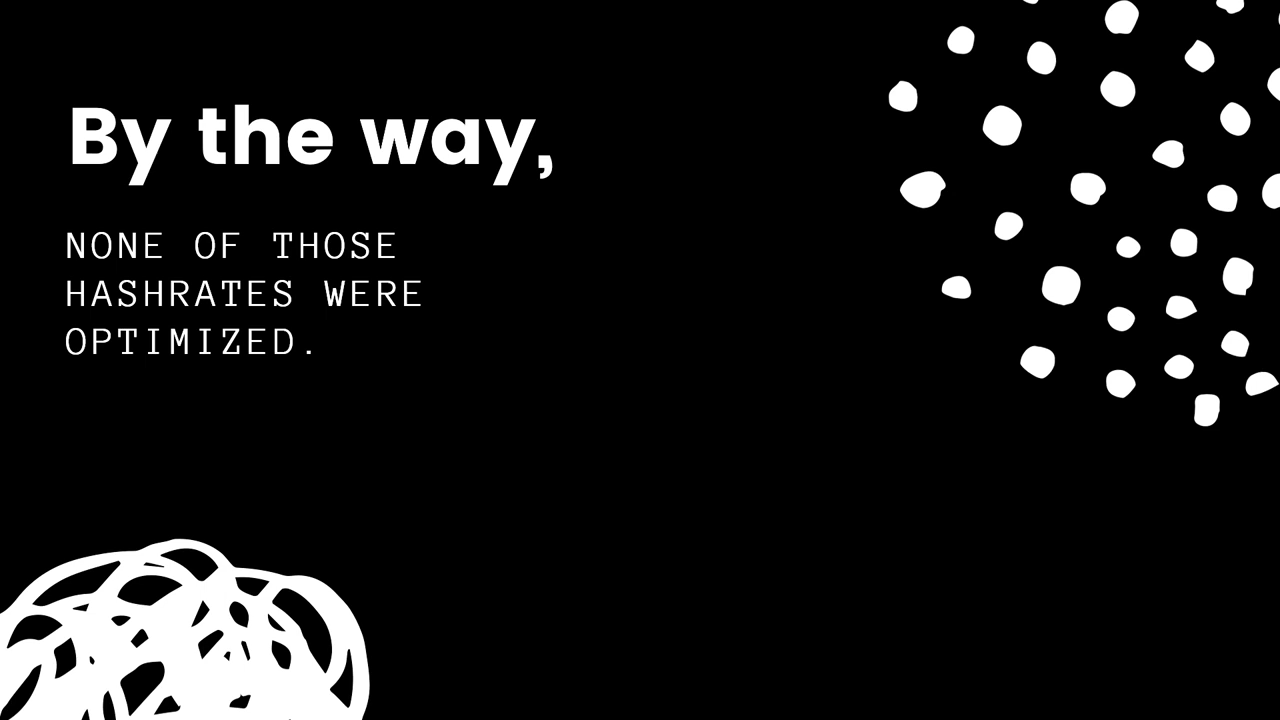 By the way,
NONE OF THOSE
HASHRATES WERE
OPTIMIZED.